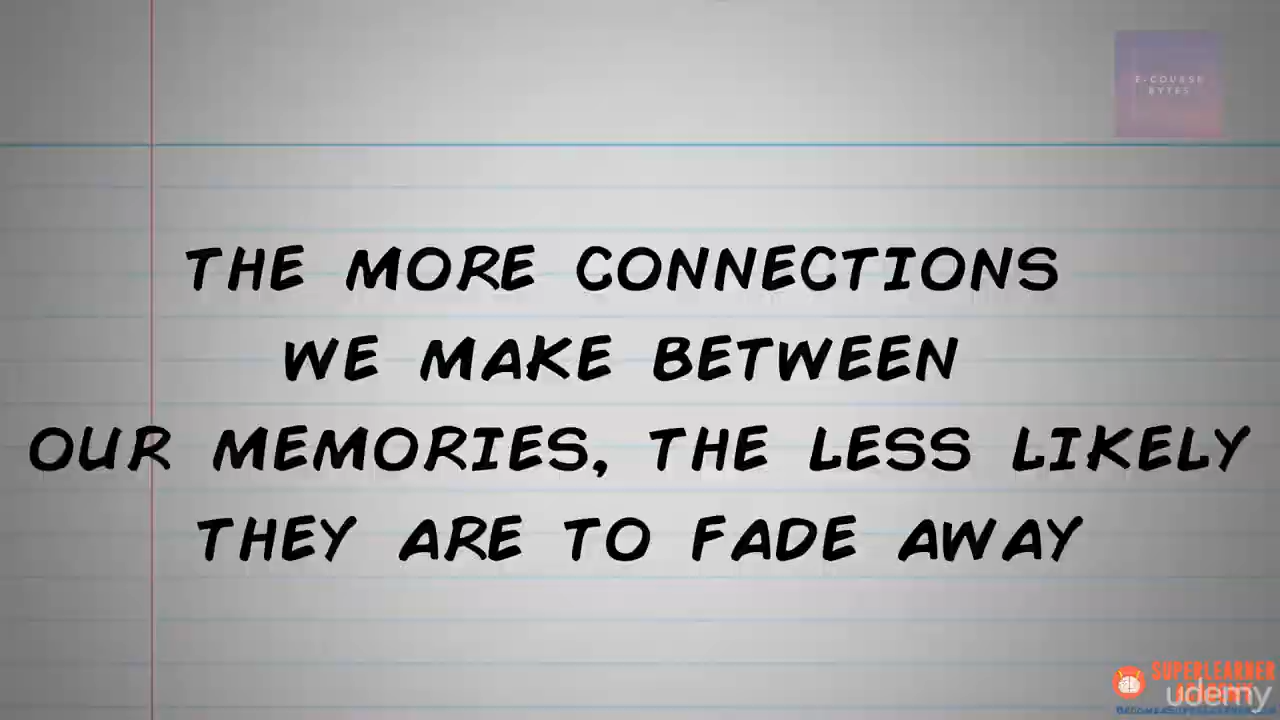 E-COURSE
BYTES
THE MORE CONNECTIONS
WE MAKE BETWEEN
OUR MEMORIES, THE LESS LIKELY
THEY ARE TO FADE AWAY
SUPERLEARNER
udemy